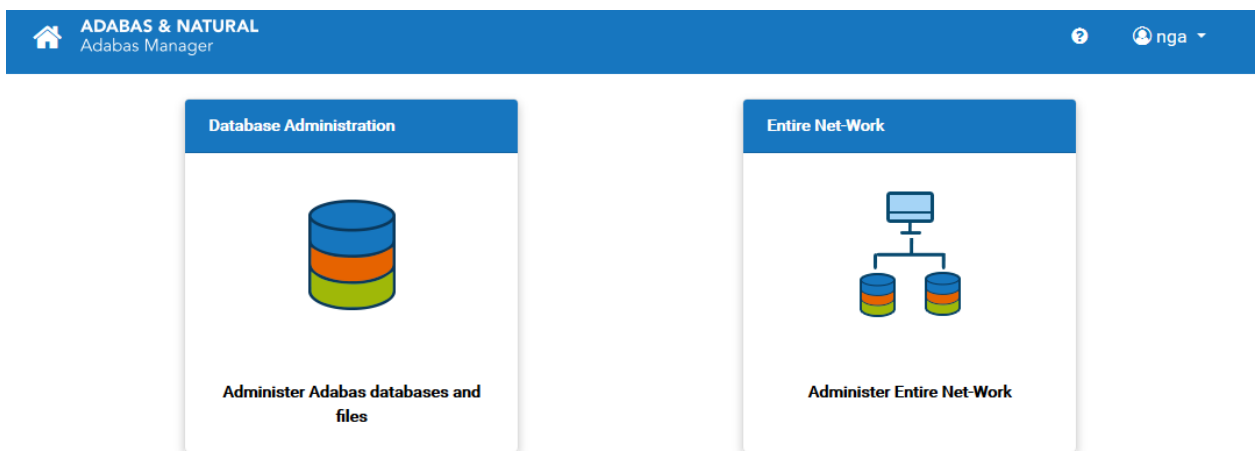 ADABAS & NATURAL
Adabas Manager
?
nga
Database Administration
Entire Net-Work
Administer Adabas databases and
files
Administer Entire Net-Work